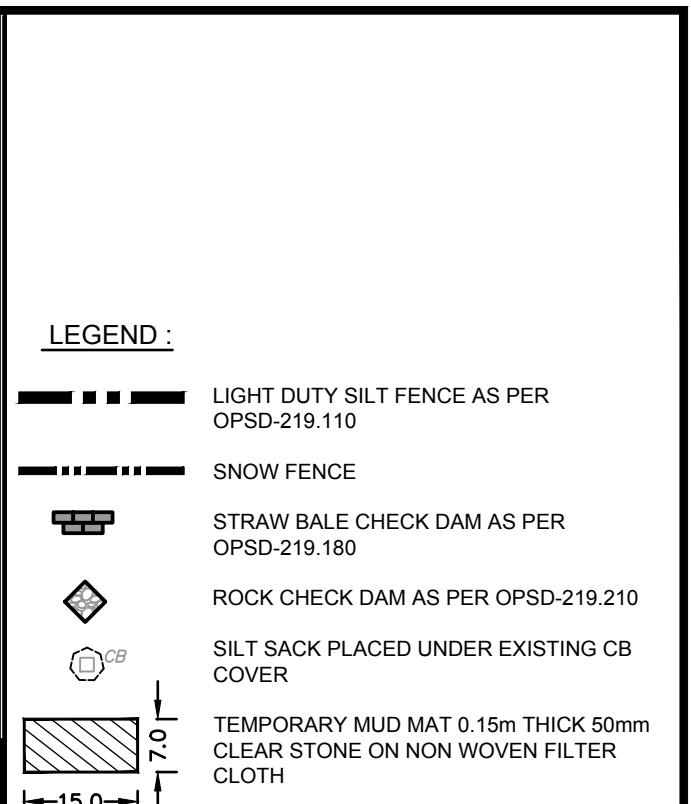 LEGEND :
LIGHT DUTY SILT FENCE AS PER
OPSD-219.110
SNOW FENCE
STRAW BALE CHECK DAM AS PER
OPSD-219.180
ROCK CHECK DAM AS PER OPSD-219.210
CB
SILT SACK PLACED UNDER EXISTING CB
COVER
7.0
TEMPORARY MUD MAT 0.15m THICK 50mm
CLEAR STONE ON NON WOVEN FILTER
CLOTH
15.0